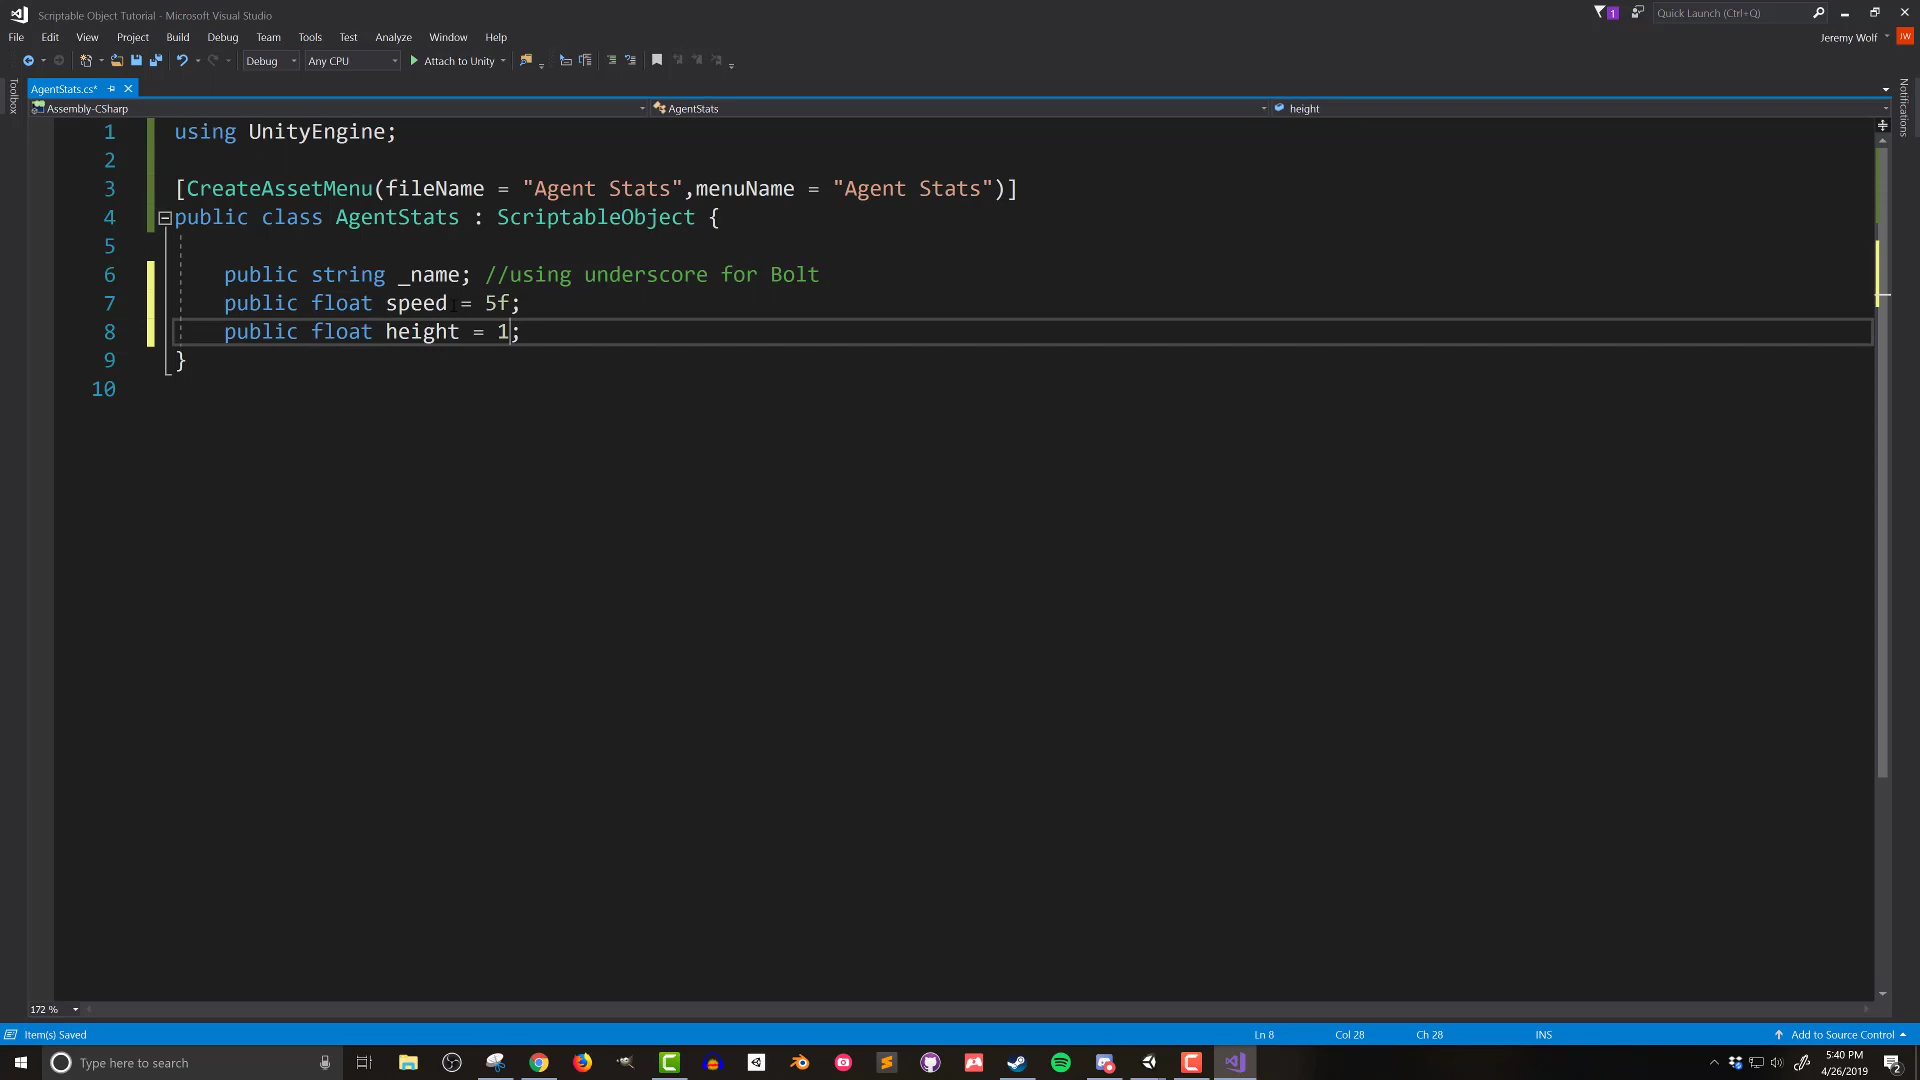 Scriptable Object Tutorial - Microsoft Visual Studio
1
Quick Launch (Ctrl+Q)
File Edit View Project Build Debug Team Tools Test Analyze Window Help
Jeremy Wolf JW
Debug Any CPU Attach to Unity
Toolbox
AgentStats.cs*
Notifications
Assembly-CSharp AgentStats height
1 using UnityEngine;
2
3 [CreateAssetMenu(fileName = "Agent Stats",menuName = "Agent Stats")]
4 public class AgentStats : ScriptableObject {
5
6 public string _name; //using underscore for Bolt
7 public float speed = 5f;
8 public float height = 1;
9 }
10
172 %
Item(s) Saved Ln 8 Col 28 Ch 28 INS Add to Source Control
Type here to search
5:40 PM
4/26/2019
2